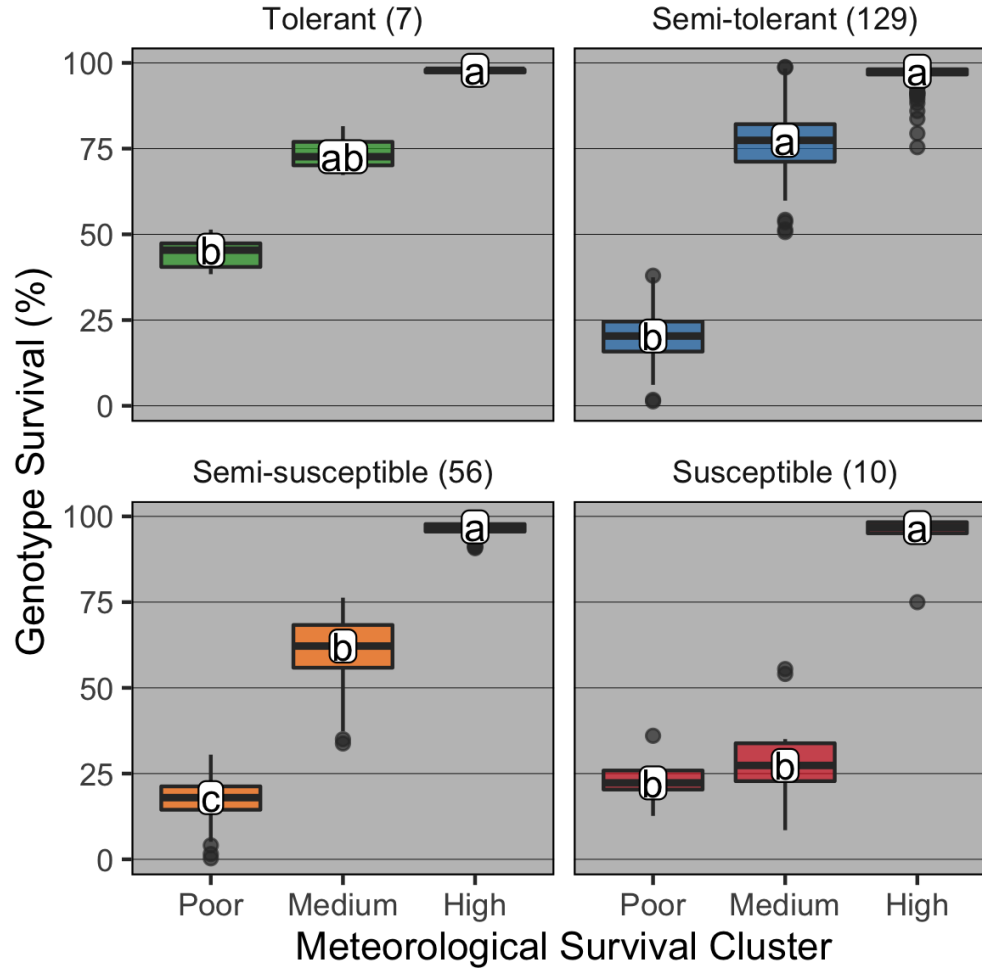 Tolerant (7)
Semi-tolerant (129)
100
75
50
25
0
a
ab
b
a
a
b
Genotype Survival (%)
Semi-susceptible (56)
Susceptible (10)
100
75
50
25
0
a
b
c
a
b
b
Poor Medium High
Poor Medium High
Meteorological Survival Cluster